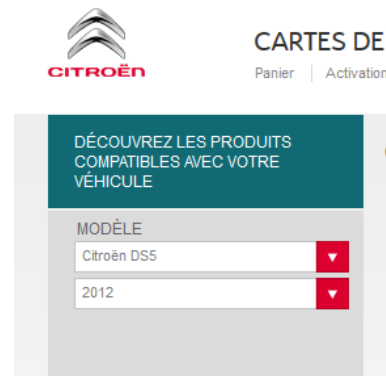 CITROËN
CARTES DE
Panier Activation
DÉCOUVREZ LES PRODUITS
COMPATIBLES AVEC VOTRE
VÉHICULE
MODÈLE
Citroën DS5
2012